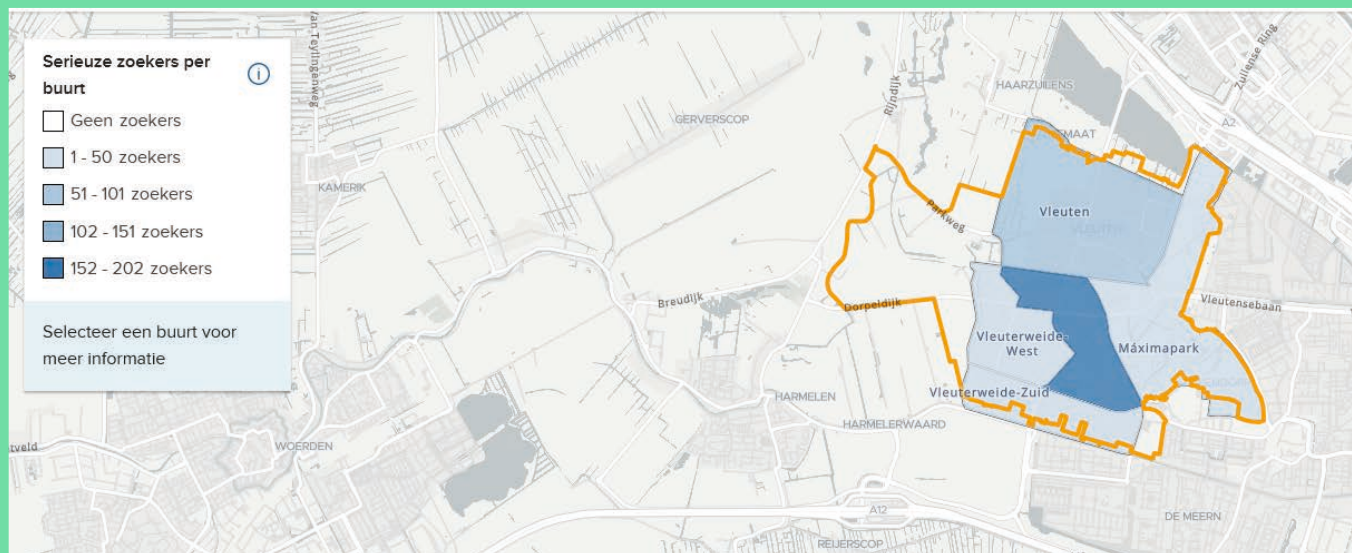 Serieuze zoekers per
buurt
Geen zoekers
1 - 50 zoekers
51 - 101 zoekers
102 - 151 zoekers
152 - 202 zoekers
Selecteer een buurt voor
meer informatie
Van Teylingenweg
KAMERIK
GERVERSCOP
Rijndijk
HAARZUILENS
Zuilense Ring
A2
Vleuten
Parkweg
Breudijk
Dorpeldijk
Vleutensebaan
Vleuterweide-
West
Máximapark
Vleuterweide-Zuid
HARMELEN
HARMELERWAARD
WOERDEN
A12
DE MEERN
REIJERSCOP